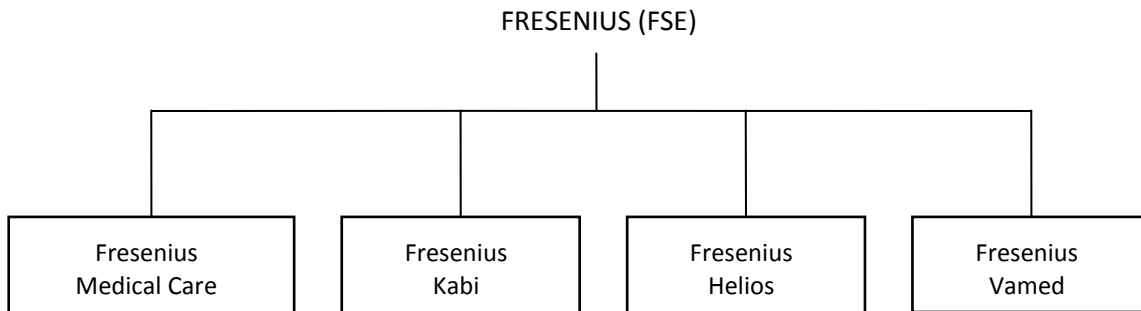 FRESENIUS (FSE)
Fresenius
Medical Care
Fresenius
Kabi
Fresenius
Helios
Fresenius
Vamed